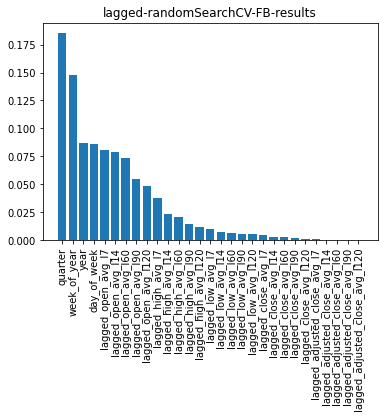 lagged-randomSearchCV-FB-results
0.175
0.150
0.125
0.100
0.075
0.050
0.025
0.000
quarter
week_of_year
year
day_of_week
lagged_open_avg_l7
lagged_open_avg_l14
lagged_open_avg_l60
lagged_open_avg_l90
lagged_open_avg_l120
lagged_high_avg_l7
lagged_high_avg_l14
lagged_high_avg_l60
lagged_high_avg_l90
lagged_high_avg_l120
lagged_low_avg_l7
lagged_low_avg_l14
lagged_low_avg_l60
lagged_low_avg_l90
lagged_low_avg_l120
lagged_close_avg_l7
lagged_close_avg_l14
lagged_close_avg_l60
lagged_close_avg_l90
lagged_close_avg_l120
lagged_adjusted_close_avg_l7
lagged_adjusted_close_avg_l14
lagged_adjusted_close_avg_l60
lagged_adjusted_close_avg_l90
lagged_adjusted_close_avg_l120